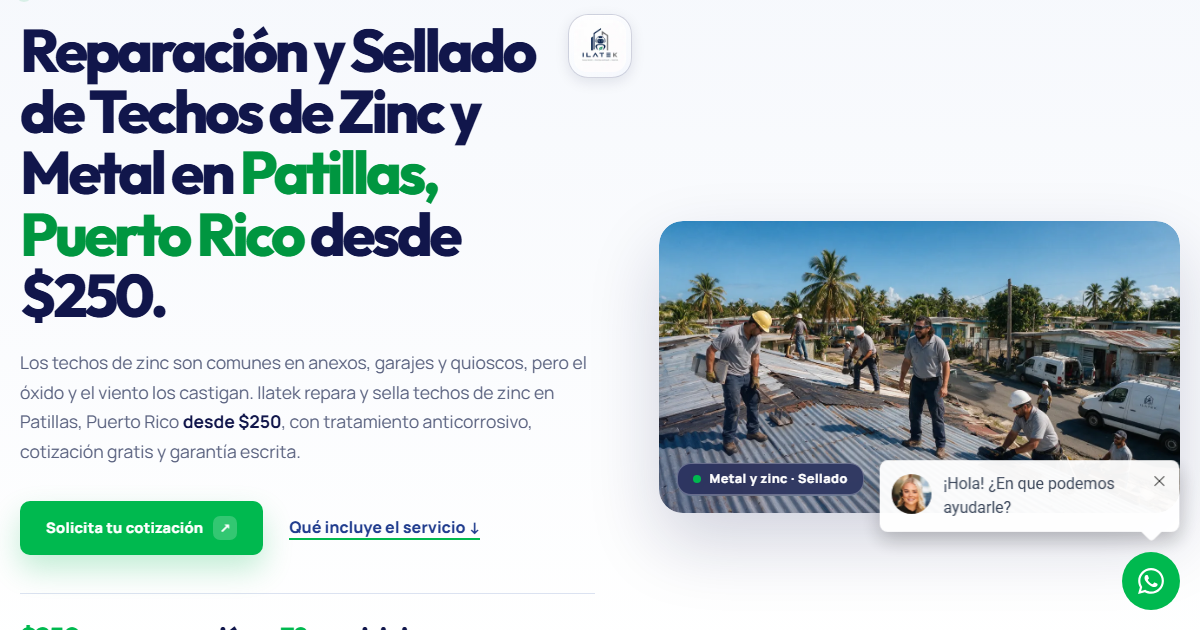 Reparación y Sellado
de Techos de Zinc y
Metal en Patillas,
Puerto Rico desde
$250.
ILATEK
Los techos de zinc son comunes en anexos, garajes y quioscos, pero el
óxido y el viento los castigan. Ilatek repara y sella techos de zinc en
Patillas, Puerto Rico desde $250, con tratamiento anticorrosivo,
cotización gratis y garantía escrita.
Solicita tu cotización ↗
Qué incluye el servicio ↓
Metal y zinc · Sellado
¡Hola! ¿En que podemos
ayudarle?